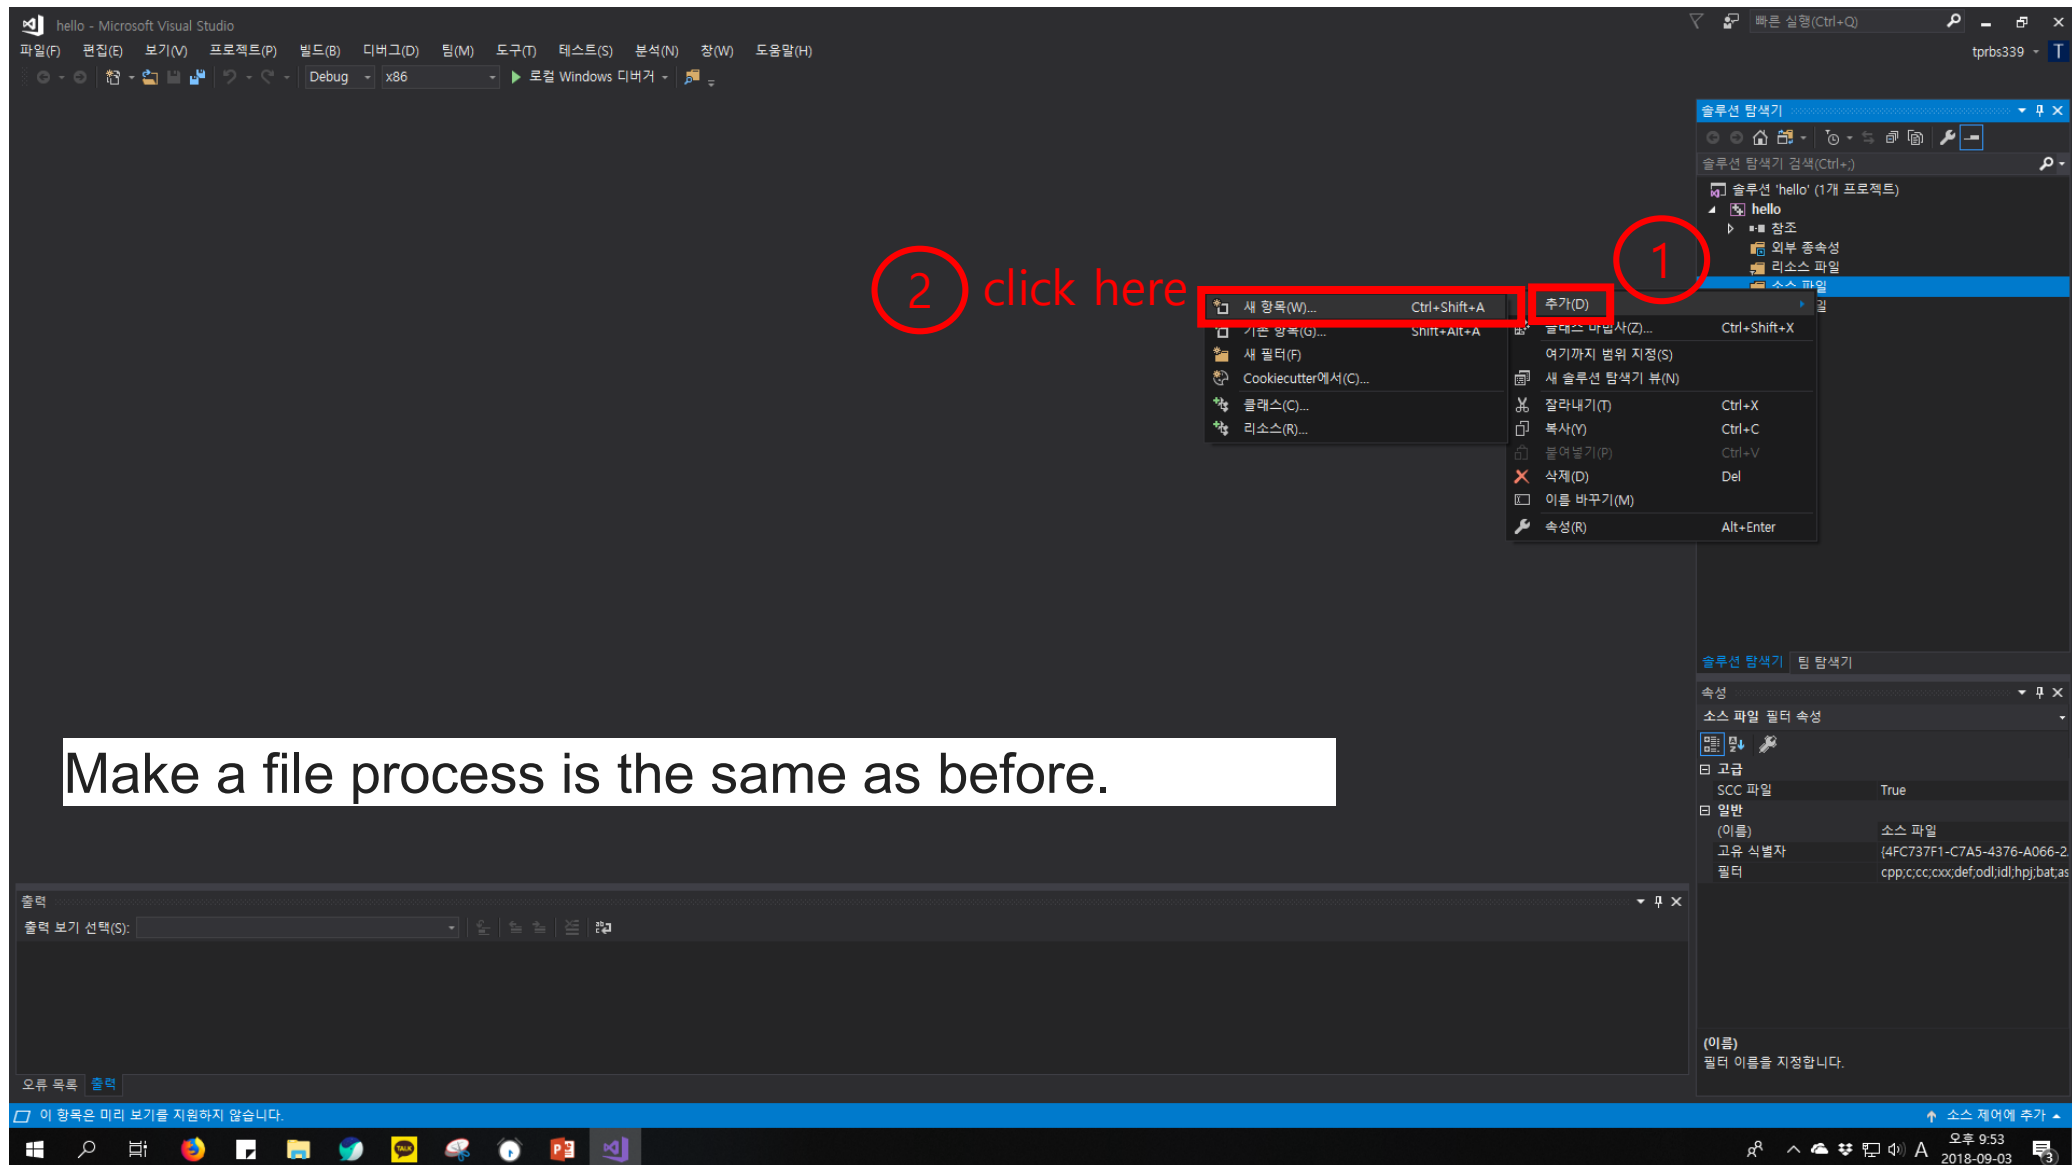 hello - Microsoft Visual Studio
빠른 실행(Ctrl+Q)
파일(F) 편집(E) 보기(V) 프로젝트(P) 빌드(B) 디버그(D) 팀(M) 도구(T) 테스트(S) 분석(N) 창(W) 도움말(H)
tprbs339 T
Debug x86 로컬 Windows 디버거
솔루션 탐색기
솔루션 탐색기 검색(Ctrl+;)
솔루션 'hello' (1개 프로젝트)
hello
참조
외부 종속성
리소스 파일
소스 파일
일
1
2 click here
새 항목(W)... Ctrl+Shift+A
기존 항목(G)... Shift+Alt+A
새 필터(F)
Cookiecutter에서(C)...
클래스(C)...
리소스(R)...
추가(D)
클래스 마법사(Z)... Ctrl+Shift+X
여기까지 범위 지정(S)
새 솔루션 탐색기 뷰(N)
잘라내기(T) Ctrl+X
복사(Y) Ctrl+C
붙여넣기(P) Ctrl+V
삭제(D) Del
이름 바꾸기(M)
속성(R) Alt+Enter
솔루션 탐색기 팀 탐색기
속성
소스 파일 필터 속성
고급
SCC 파일 True
일반
(이름) 소스 파일
고유 식별자 {4FC737F1-C7A5-4376-A066-2
필터 cpp;c;cc;cxx;def;odl;idl;hpj;bat;as
(이름)
필터 이름을 지정합니다.
Make a file process is the same as before.
출력
출력 보기 선택(S):
오류 목록 출력
이 항목은 미리 보기를 지원하지 않습니다.
소스 제어에 추가
TALK
A
오후 9:53
2018-09-03
3